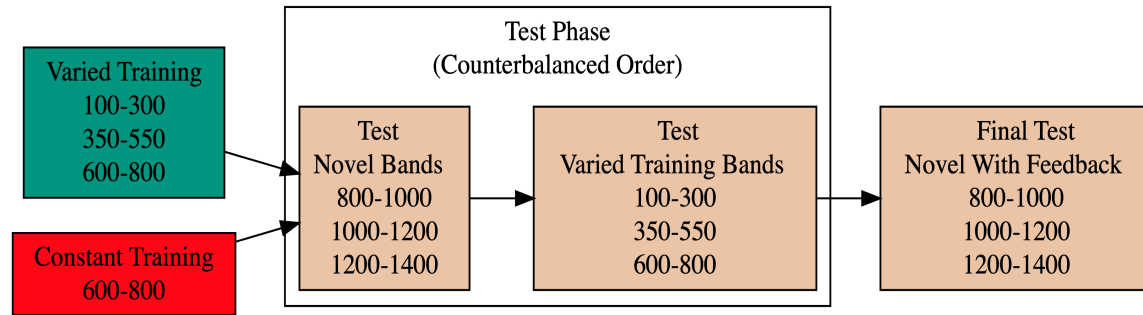 Varied Training
100-300
350-550
600-800
Constant Training
600-800
Test Phase
(Counterbalanced Order)
Test
Novel Bands
800-1000
1000-1200
1200-1400
Test
Varied Training Bands
100-300
350-550
600-800
Final Test
Novel With Feedback
800-1000
1000-1200
1200-1400